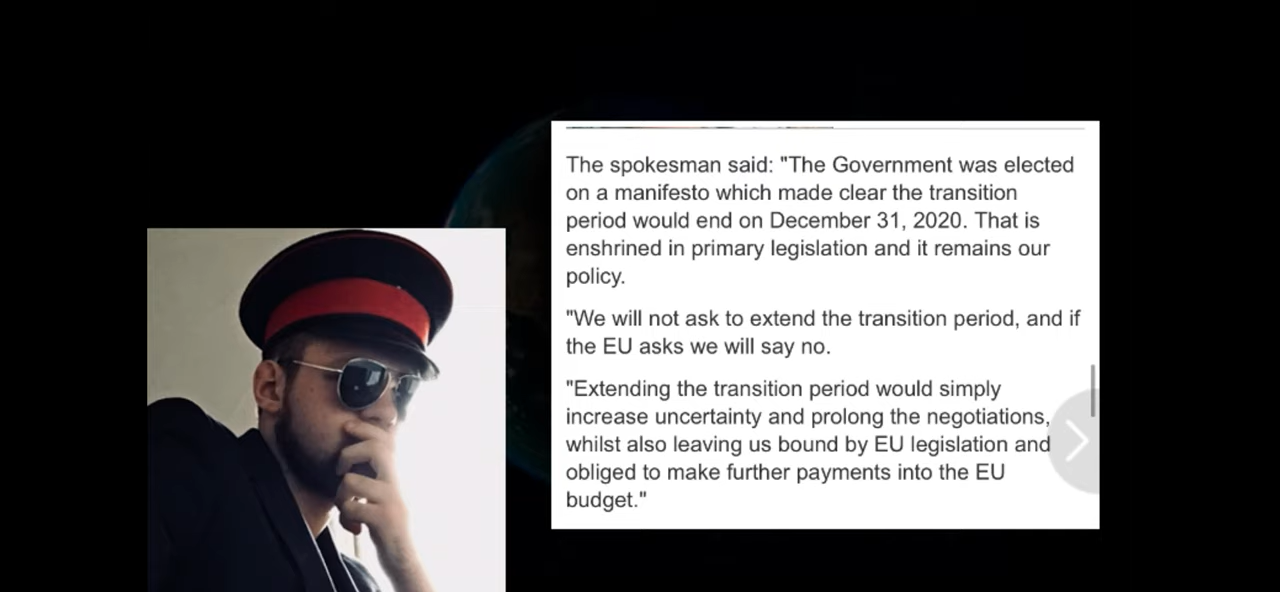 The spokesman said: "The Government was elected
on a manifesto which made clear the transition
period would end on December 31, 2020. That is
enshrined in primary legislation and it remains our
policy.
"We will not ask to extend the transition period, and if
the EU asks we will say no.
"Extending the transition period would simply
increase uncertainty and prolong the negotiations,
whilst also leaving us bound by EU legislation and
obliged to make further payments into the EU
budget."